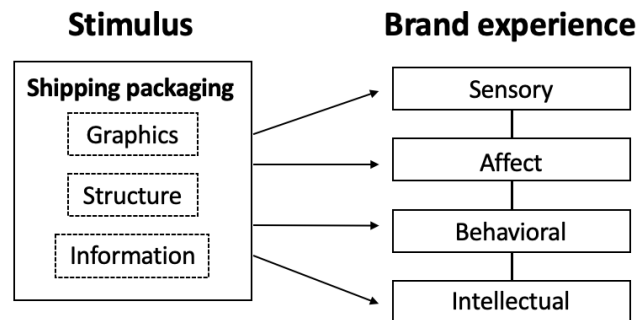 Stimulus
Brand experience
Shipping packaging
Graphics
Structure
Information
Sensory
Affect
Behavioral
Intellectual